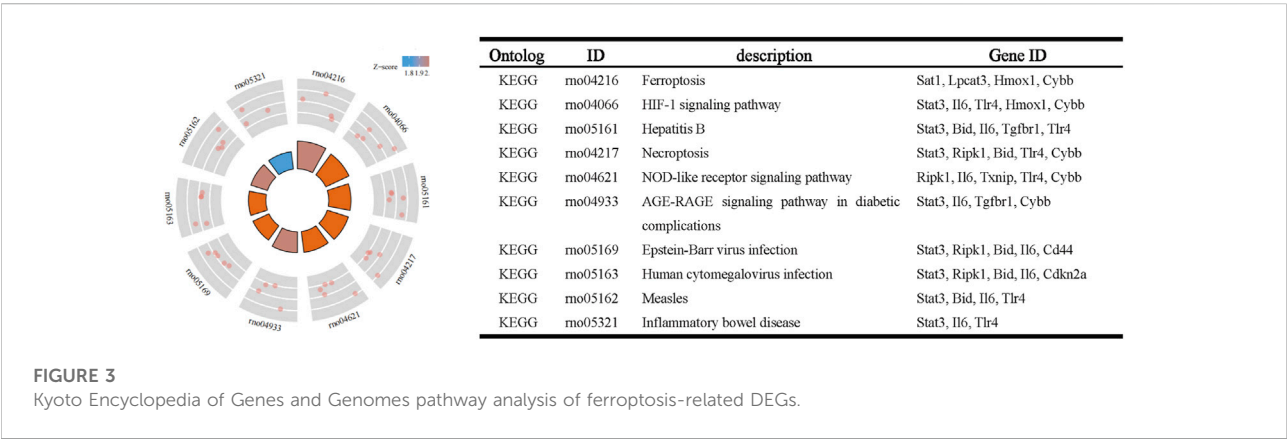 Z-score
1.8 1.9 2.
rno04216
rno04066
rno05161
rno04217
rno04621
rno04933
rno05169
rno05163
rno05162
rno05321
Ontolog ID description Gene ID
KEGG rno04216 Ferroptosis Sat1, Lpcat3, Hmox1, Cybb
KEGG rno04066 HIF-1 signaling pathway Stat3, Il6, Tlr4, Hmox1, Cybb
KEGG rno05161 Hepatitis B Stat3, Bid, Il6, Tgfbr1, Tlr4
KEGG rno04217 Necroptosis Stat3, Ripk1, Bid, Tlr4, Cybb
KEGG rno04621 NOD-like receptor signaling pathway Ripk1, Il6, Txnip, Tlr4, Cybb
KEGG rno04933 AGE-RAGE signaling pathway in diabetic Stat3, Il6, Tgfbr1, Cybb
complications
KEGG rno05169 Epstein-Barr virus infection Stat3, Ripk1, Bid, Il6, Cd44
KEGG rno05163 Human cytomegalovirus infection Stat3, Ripk1, Bid, Il6, Cdkn2a
KEGG rno05162 Measles Stat3, Bid, Il6, Tlr4
KEGG rno05321 Inflammatory bowel disease Stat3, Il6, Tlr4
FIGURE 3
Kyoto Encyclopedia of Genes and Genomes pathway analysis of ferroptosis-related DEGs.